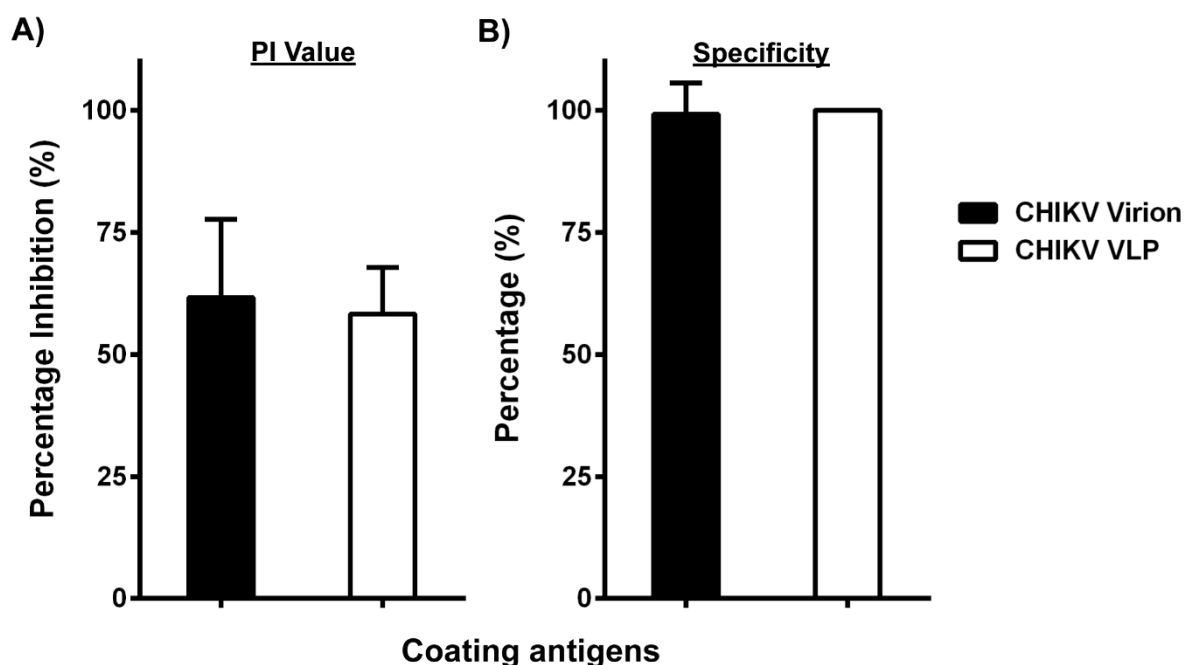 A)
PI Value
Percentage Inhibition (%)
100
75
50
25
0
B)
Specificity
Percentage (%)
100
75
50
25
0
CHIKV Virion
CHIKV VLP
Coating antigens